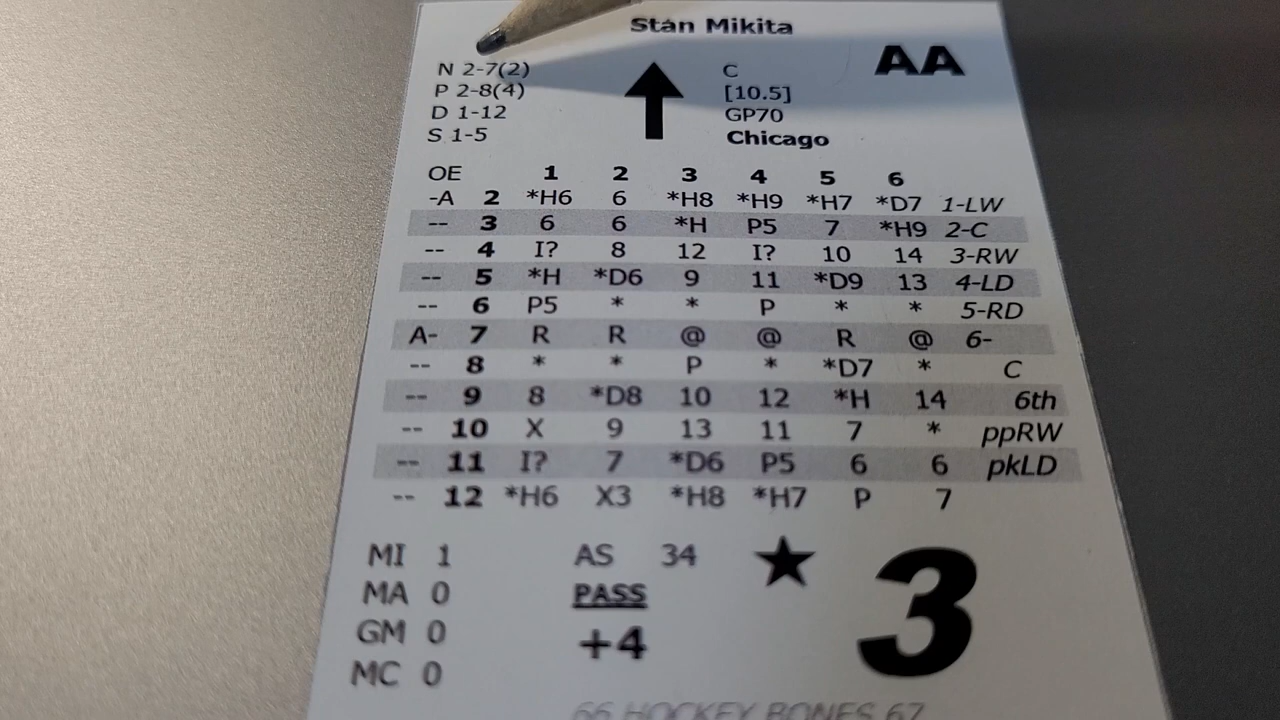 Stan Mikita
AA
N 2-7(2)
P 2-8(4)
D 1-12
S 1-5
C
[10.5]
GP70
Chicago
OE 1 2 3 4 5 6
-A 2 *H6 6 *H8 *H9 *H7 *D7 1-LW
-- 3 6 6 *H P5 7 *H9 2-C
-- 4 I? 8 12 I? 10 14 3-RW
-- 5 *H *D6 9 11 *D9 13 4-LD
-- 6 P5 * * P * * 5-RD
A- 7 R R @ @ R @ 6-
-- 8 * * P * *D7 * C
-- 9 8 *D8 10 12 *H 14 6th
-- 10 X 9 13 11 7 * ppRW
-- 11 I? 7 *D6 P5 6 6 pkLD
-- 12 *H6 X3 *H8 *H7 P 7
MI 1
MA 0
GM 0
MC 0
AS 34
PASS
+4
3
66 HOCKEY BONES 67